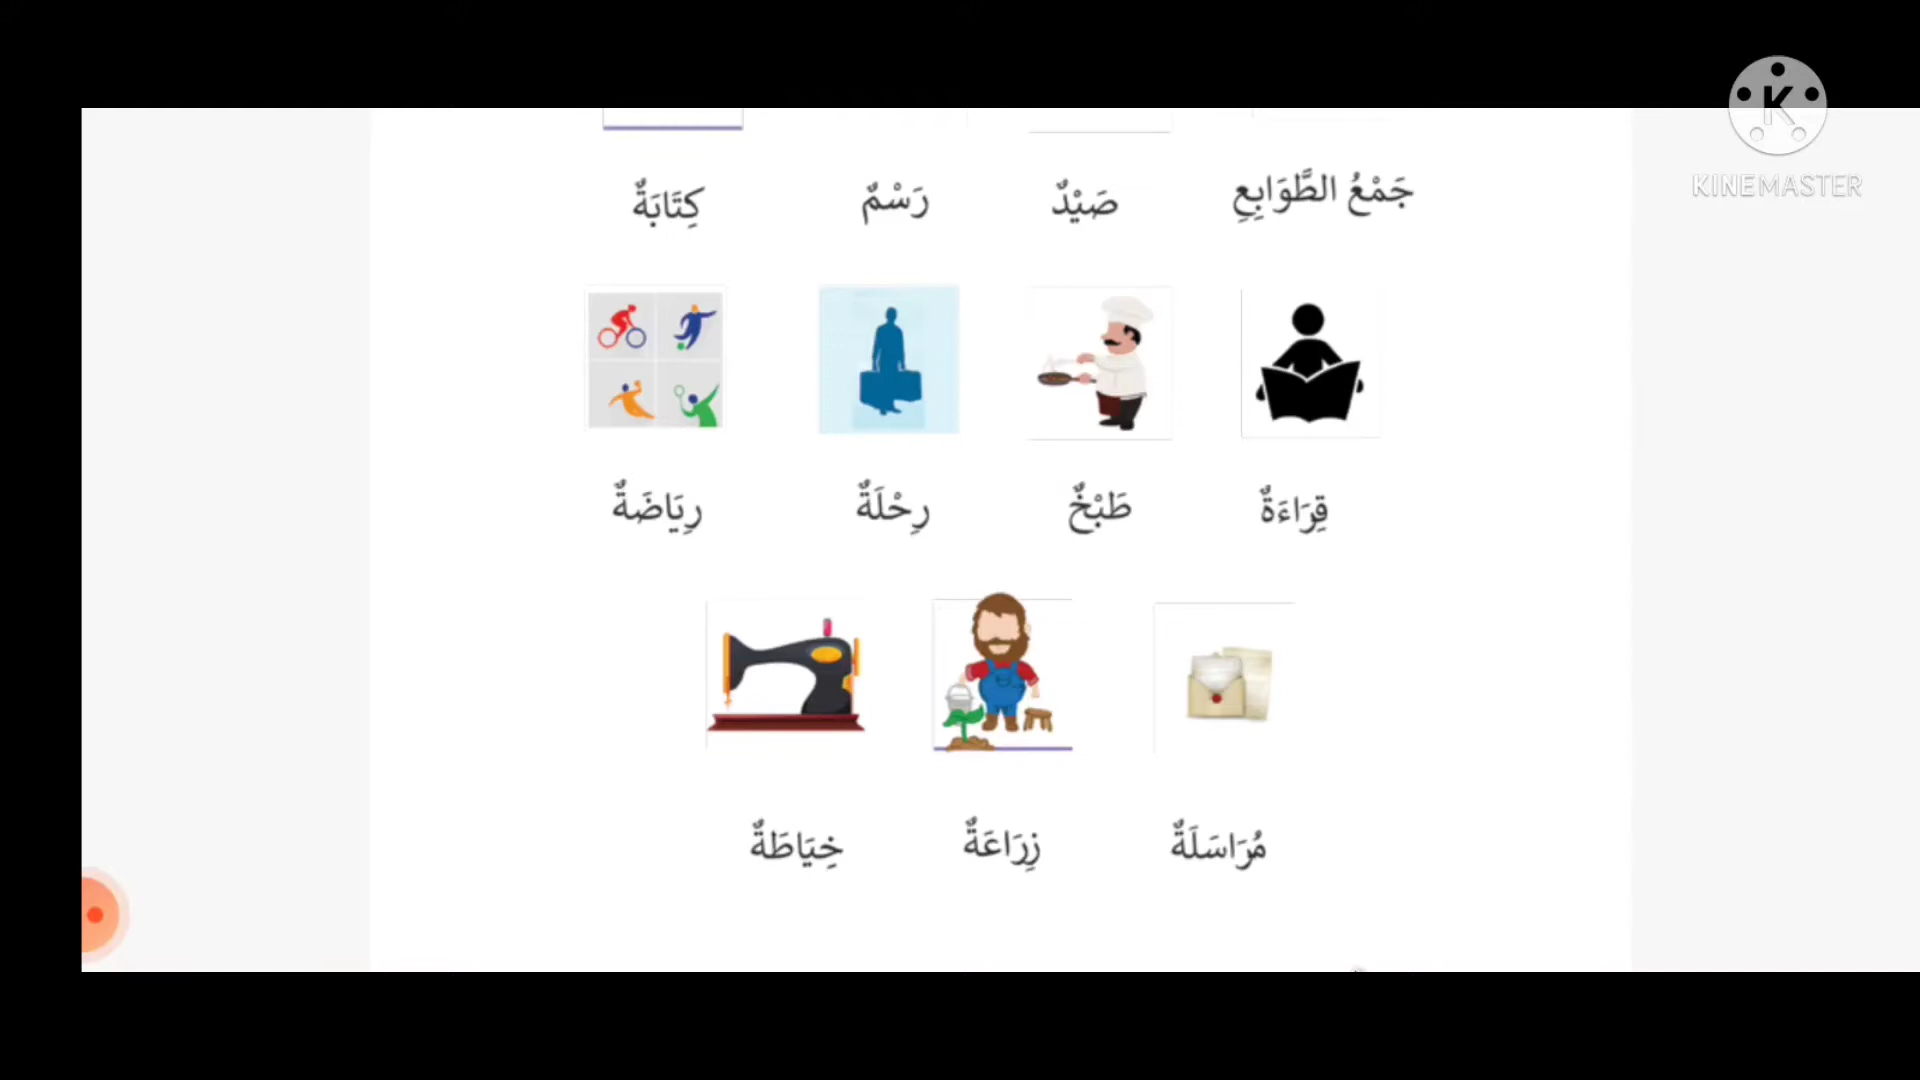 KINEMASTER
جَمْعُ الطَّوَابِعِ صَيْدٌ رَسْمٌ كِتَابَةٌ
قِرَاءَةٌ طَبْخٌ رِحْلَةٌ رِيَاضَةٌ
مُرَاسَلَةٌ زِرَاعَةٌ خِيَاطَةٌ